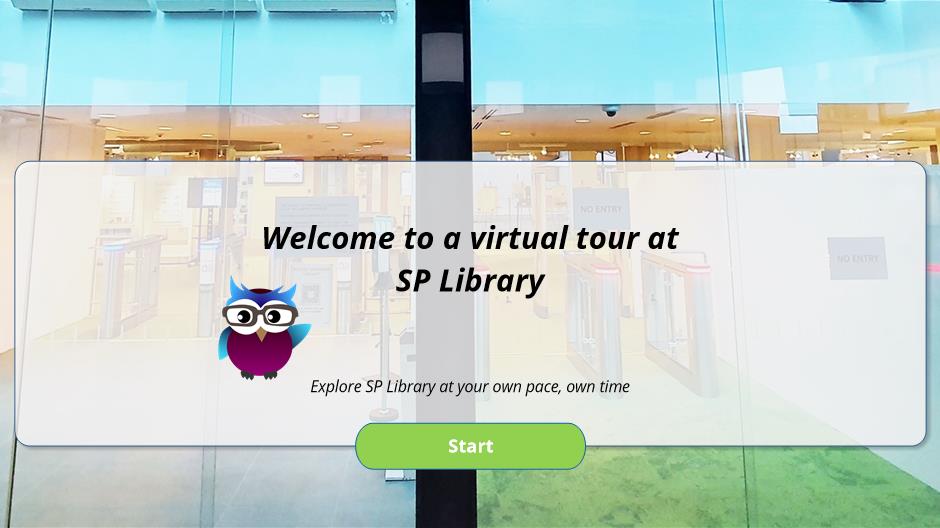 NO ENTRY
Welcome to a virtual tour at
SP Library
NO ENTRY
Explore SP Library at your own pace, own time
Start